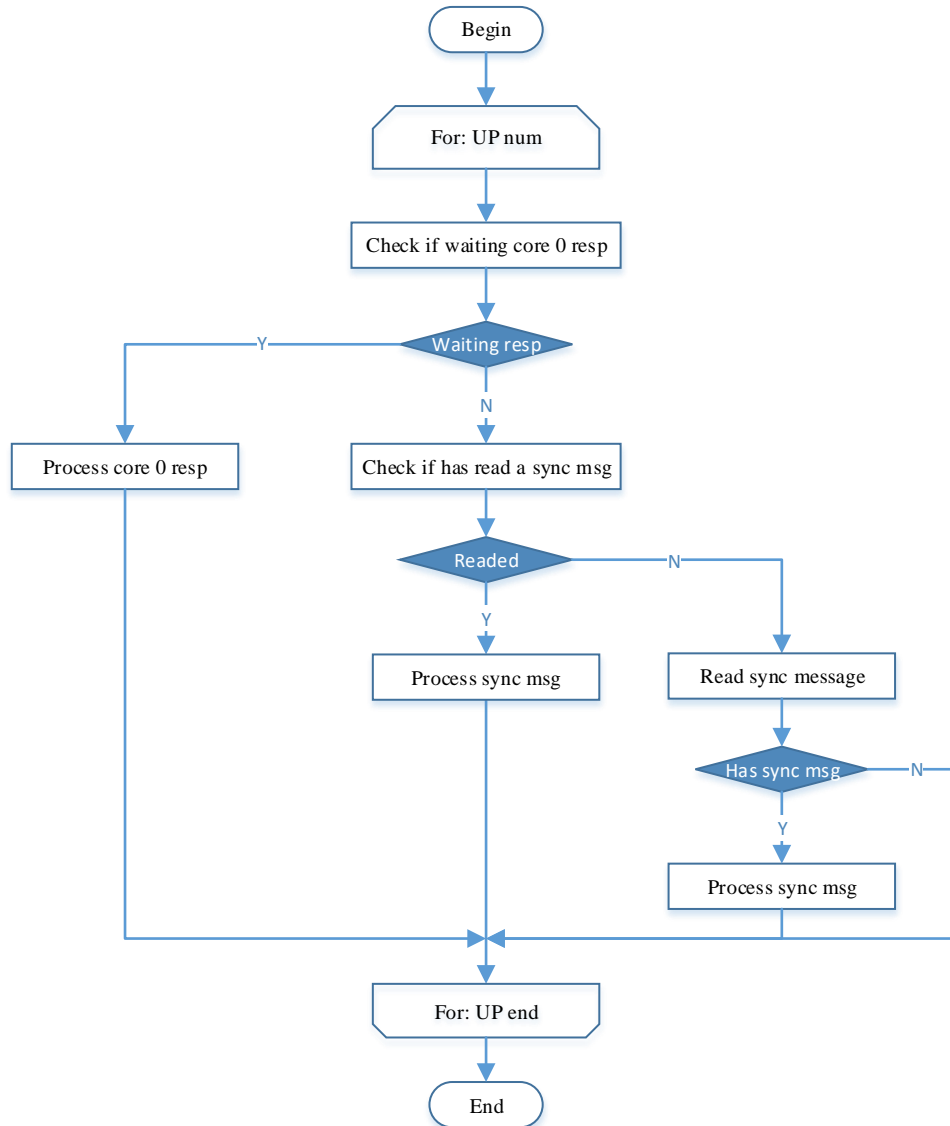 Begin
For: UP num
Check if waiting core 0 resp
Waiting resp
Y
N
Process core 0 resp
Check if has read a sync msg
Readed
N
Y
Process sync msg
Read sync message
Has sync msg
N
Y
Process sync msg
For: UP end
End